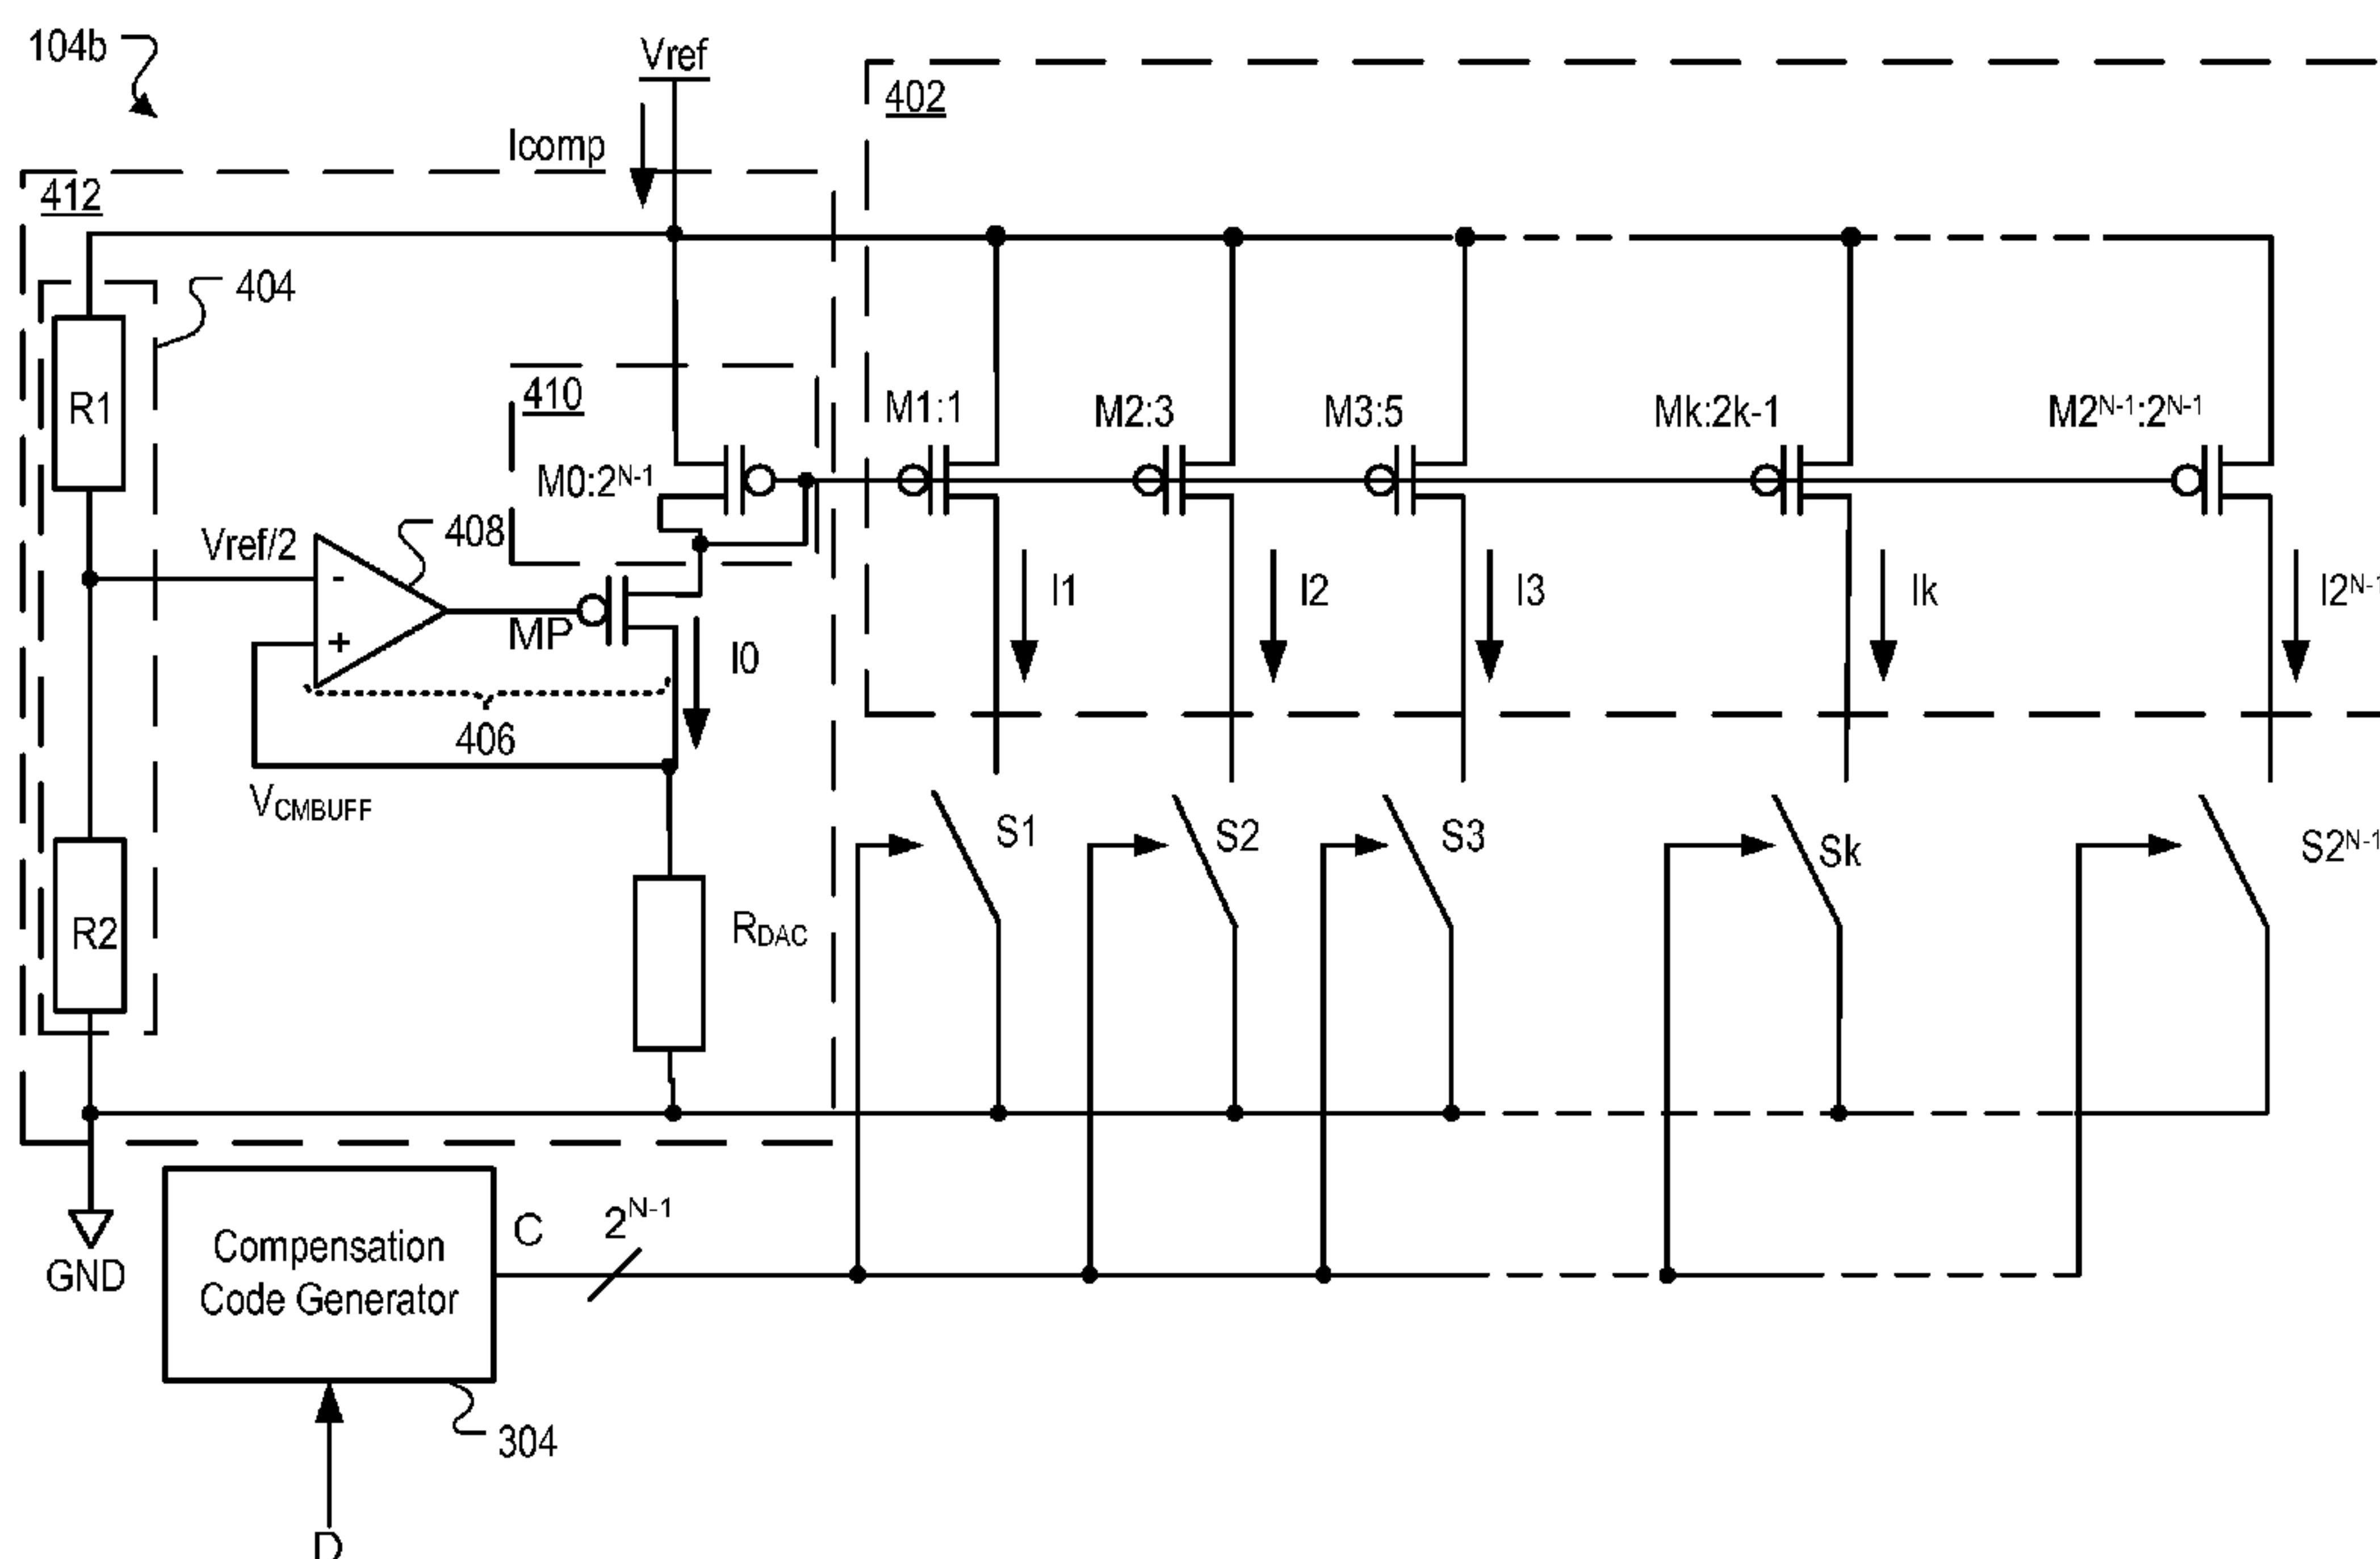 104b
Vref
402
Icomp
412
404
R1
410
M1:1
M2:3
M3:5
Mk:2k-1
M2ᴺ⁻¹:2ᴺ⁻¹
M0:2ᴺ⁻¹
Vref/2
408
-
+
MP
I0
I1
I2
I3
Ik
I2ᴺ⁻¹
406
VCMBUFF
S1
S2
S3
Sk
S2ᴺ⁻¹
R2
RDAC
GND
Compensation
Code Generator
C
2ᴺ⁻¹
304
D